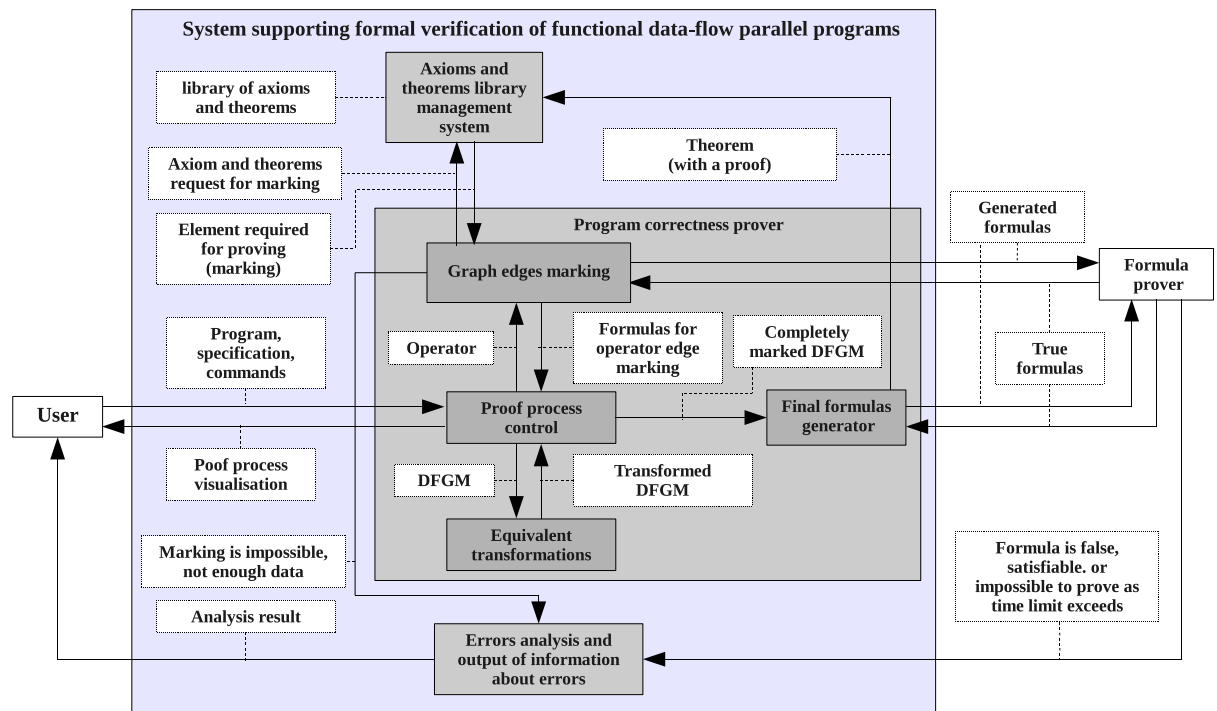 System supporting formal verification of functional data-flow parallel programs
Axioms and
theorems library
management
system
library of axioms
and theorems
Theorem
(with a proof)
Axiom and theorems
request for marking
Element required
for proving
(marking)
Program correctness prover
Generated
formulas
Graph edges marking
Formula
prover
Program,
specification,
commands
Operator
Formulas for
operator edge
marking
Completely
marked DFGM
True
formulas
User
Proof process
control
Final formulas
generator
Poof process
visualisation
DFGM
Transformed
DFGM
Equivalent
transformations
Marking is impossible,
not enough data
Formula is false,
satisfiable. or
impossible to prove as
time limit exceeds
Analysis result
Errors analysis and
output of information
about errors